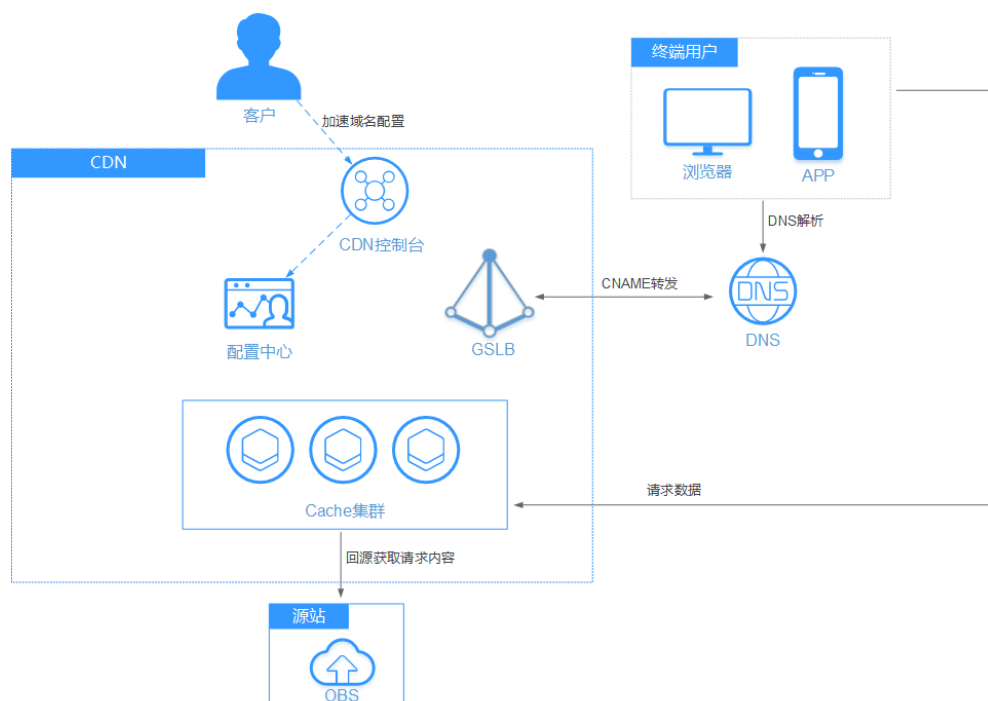 终端用户
浏览器
APP
客户
加速域名配置
CDN
CDN控制台
DNS解析
配置中心
GSLB
CNAME转发
DNS
DNS
Cache集群
请求数据
回源获取请求内容
源站
OBS